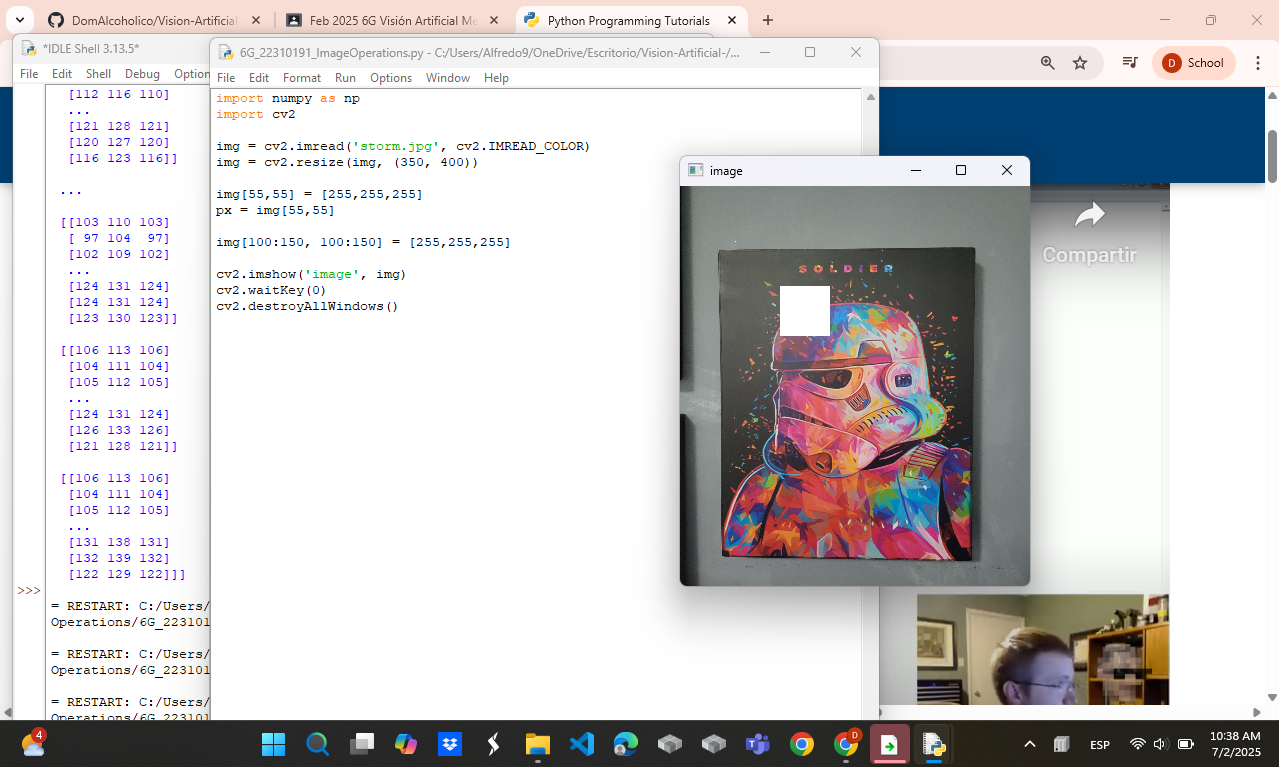 DomAlcoholico/Vision-Artificial
Feb 2025 6G Visión Artificial Me
Python Programming Tutorials
School
D
*IDLE Shell 3.13.5*
File Edit Shell Debug Option
[112 116 110]
...
[121 128 121]
[120 127 120]
[116 123 116]]
...
[[103 110 103]
[ 97 104  97]
[102 109 102]
...
[124 131 124]
[124 131 124]
[123 130 123]]
[[106 113 106]
[104 111 104]
[105 112 105]
...
[124 131 124]
[126 133 126]
[121 128 121]]
[[106 113 106]
[104 111 104]
[105 112 105]
...
[131 138 131]
[132 139 132]
[122 129 122]]]
>>>
= RESTART: C:/Users/
Operations/6G_223101
= RESTART: C:/Users/
Operations/6G_223101
= RESTART: C:/Users/
Operations/6G_223101
6G_22310191_ImageOperations.py - C:/Users/Alfredo9/OneDrive/Escritorio/Vision-Artificial-/...
File Edit Format Run Options Window Help
import numpy as np
import cv2
img = cv2.imread('storm.jpg', cv2.IMREAD_COLOR)
img = cv2.resize(img, (350, 400))
img[55,55] = [255,255,255]
px = img[55,55]
img[100:150, 100:150] = [255,255,255]
cv2.imshow('image', img)
cv2.waitKey(0)
cv2.destroyAllWindows()
image
SOLDIER
Compartir
4
D
ESP
10:38 AM
7/2/2025